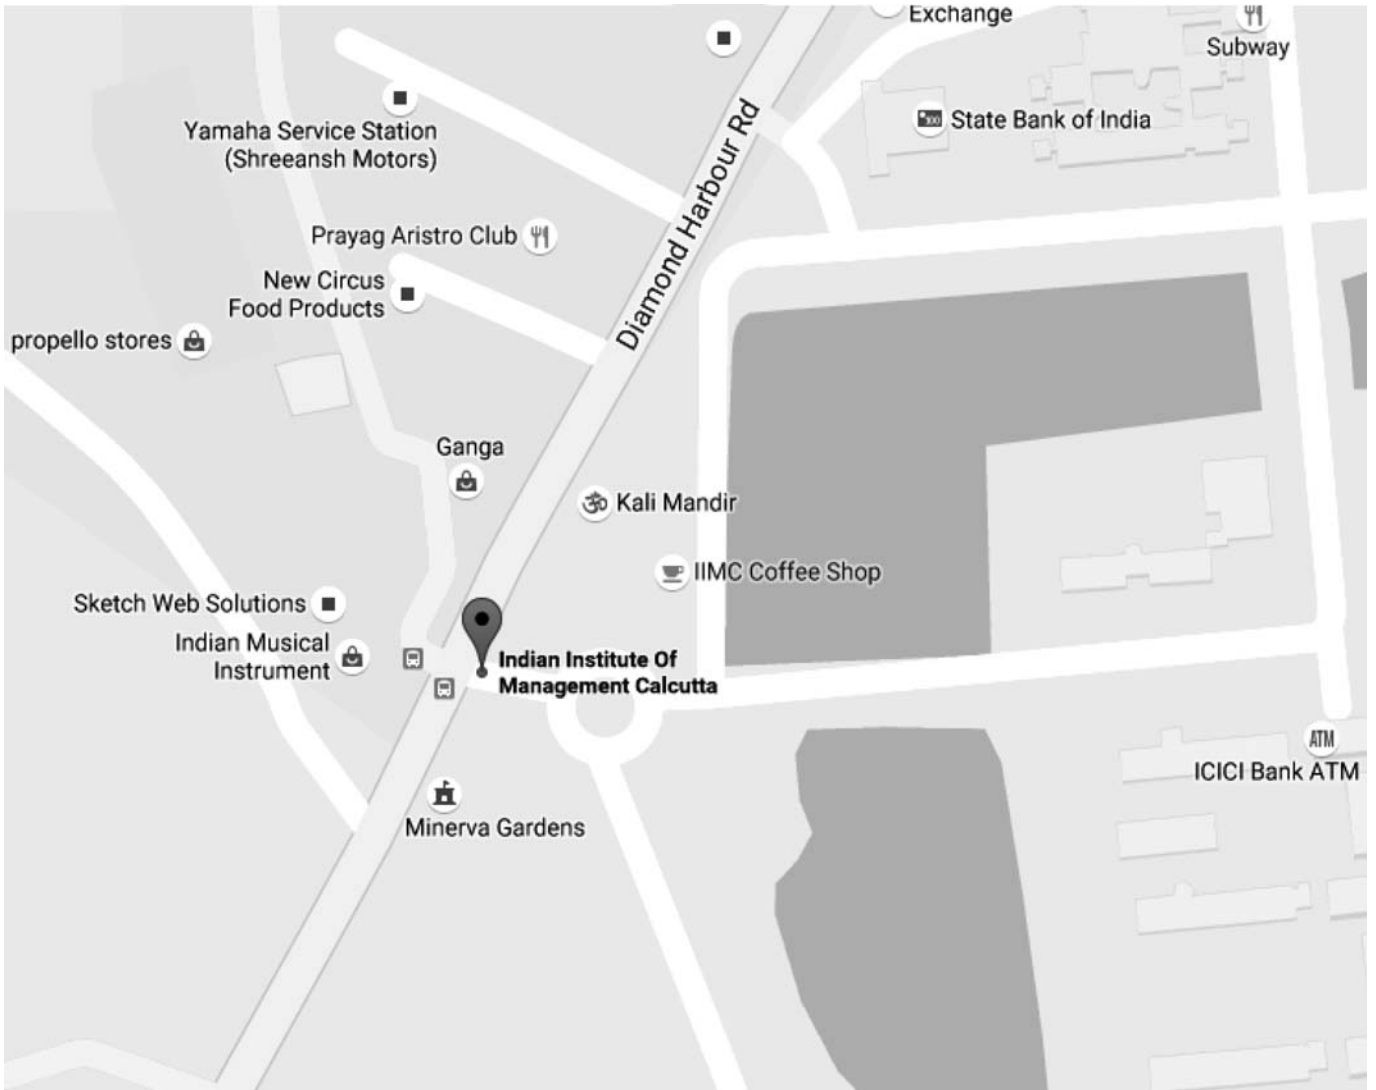 Exchange
Subway
Yamaha Service Station
(Shreeansh Motors)
100
State Bank of India
Diamond Harbour Rd
Prayag Aristro Club
New Circus
Food Products
propello stores
Ganga
ॐ
Kali Mandir
IIMC Coffee Shop
Sketch Web Solutions
Indian Musical
Instrument
Indian Institute Of
Management Calcutta
ATM
ICICI Bank ATM
Minerva Gardens